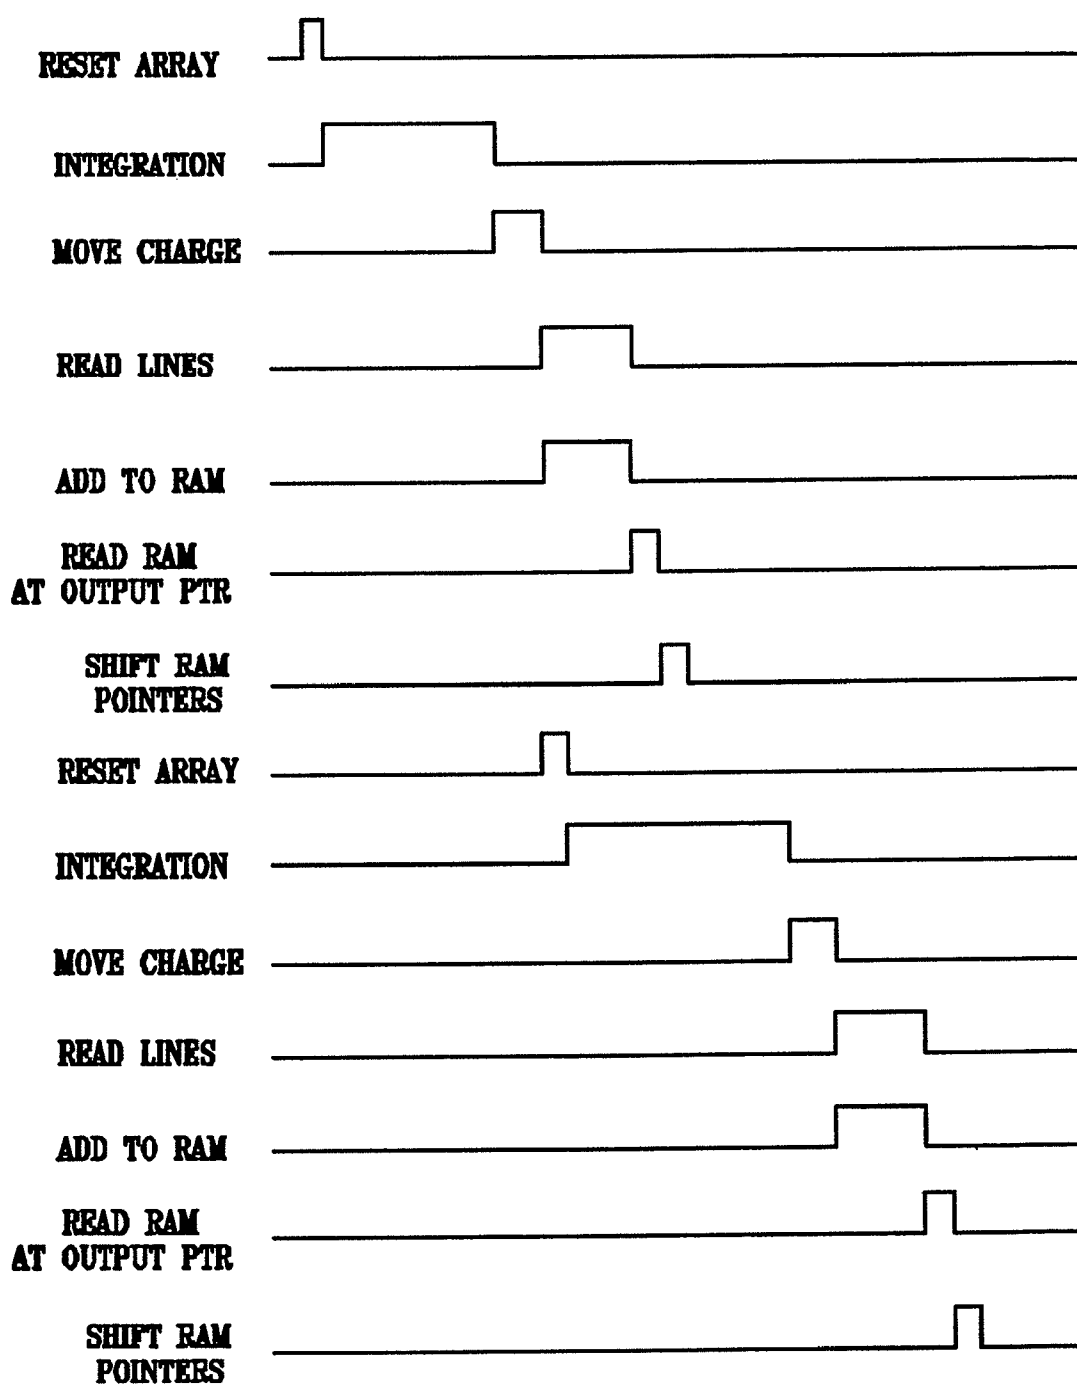 RESET ARRAY
INTEGRATION
MOVE CHARGE
READ LINES
ADD TO RAM
READ RAM
AT OUTPUT PTR
SHIFT RAM
POINTERS
RESET ARRAY
INTEGRATION
MOVE CHARGE
READ LINES
ADD TO RAM
READ RAM
AT OUTPUT PTR
SHIFT RAM
POINTERS